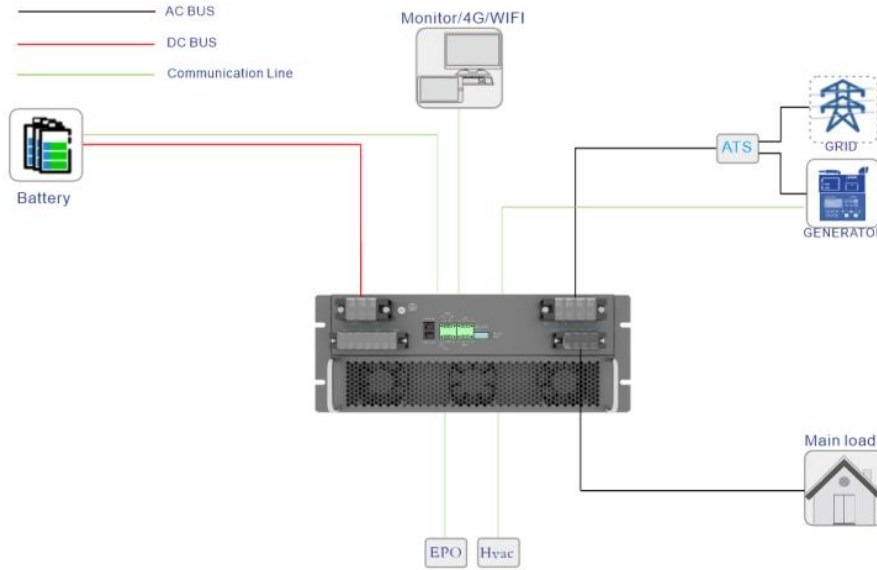 AC BUS
DC BUS
Communication Line
Monitor/4G/WIFI
Battery
ATS
GRID
GENERATOR
Main load
EPO
Hvac